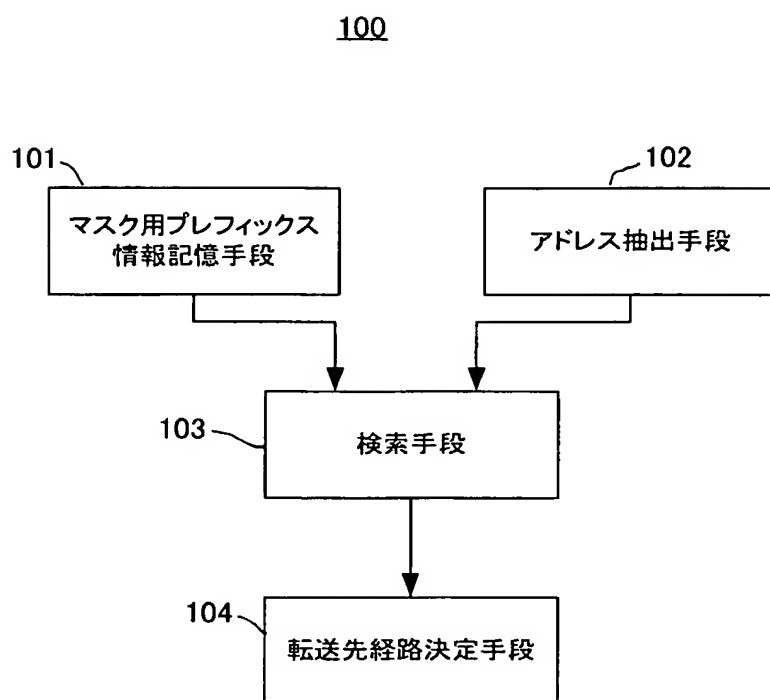 100
101
マスク用プレフィックス
情報記憶手段
102
アドレス抽出手段
103
検索手段
104
転送先経路決定手段